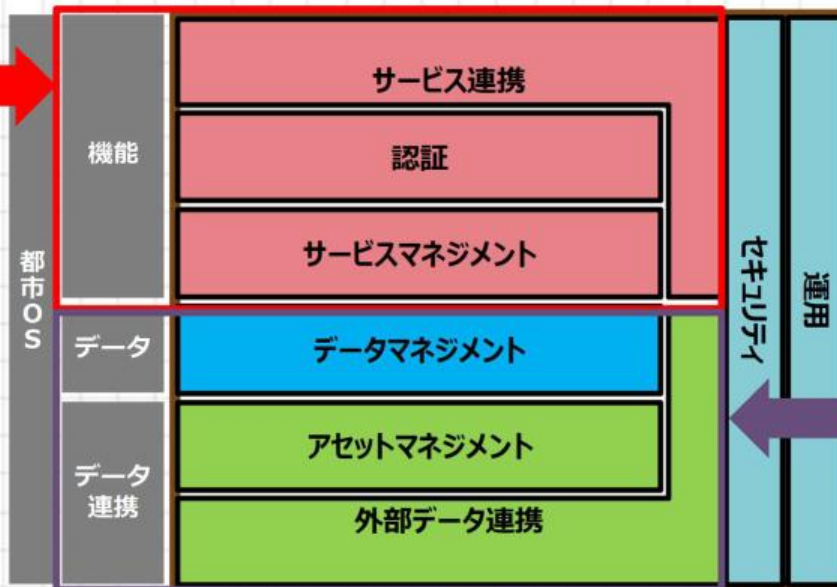 都市OS
機能
サービス連携
認証
サービスマネジメント
データ
データマネジメント
データ
連携
アセットマネジメント
外部データ連携
セキュリティ
運用